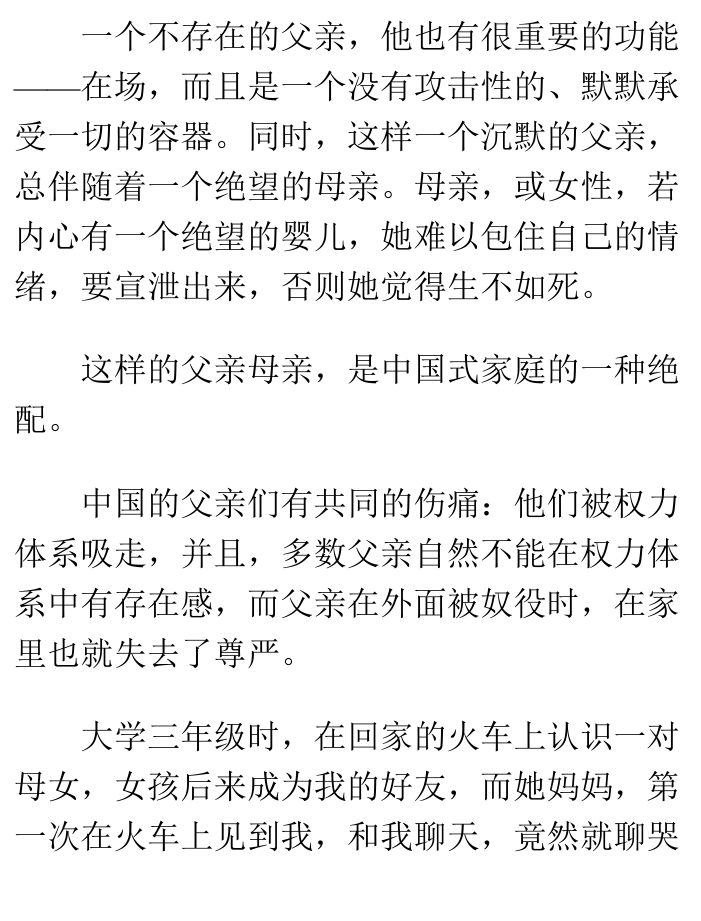 一个不存在的父亲，他也有很重要的功能
——在场，而且是一个没有攻击性的、默默承
受一切的容器。同时，这样一个沉默的父亲，
总伴随着一个绝望的母亲。母亲，或女性，若
内心有一个绝望的婴儿，她难以包住自己的情
绪，要宣泄出来，否则她觉得生不如死。
这样的父亲母亲，是中国式家庭的一种绝
配。
中国的父亲们有共同的伤痛：他们被权力
体系吸走，并且，多数父亲自然不能在权力体
系中有存在感，而父亲在外面被奴役时，在家
里也就失去了尊严。
大学三年级时，在回家的火车上认识一对
母女，女孩后来成为我的好友，而她妈妈，第
一次在火车上见到我，和我聊天，竟然就聊哭